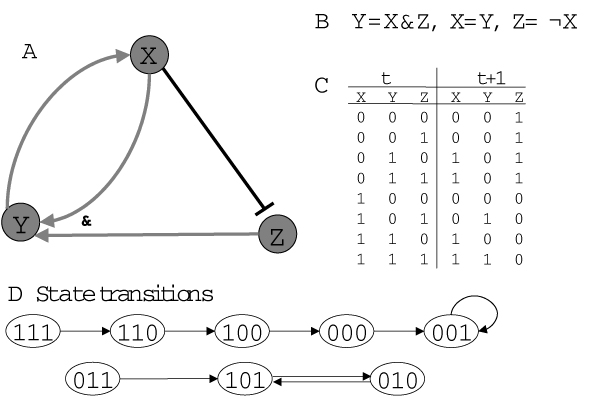 A
X
Y
Z
&
B Y=X&Z, X=Y, Z= ¬X
C
t t+1
X Y Z X Y Z
0 0 0 0 0 1
0 0 1 0 0 1
0 1 0 1 0 1
0 1 1 1 0 1
1 0 0 0 0 0
1 0 1 0 1 0
1 1 0 1 0 0
1 1 1 1 1 0
D State transitions
111 110 100 000 001
011 101 010